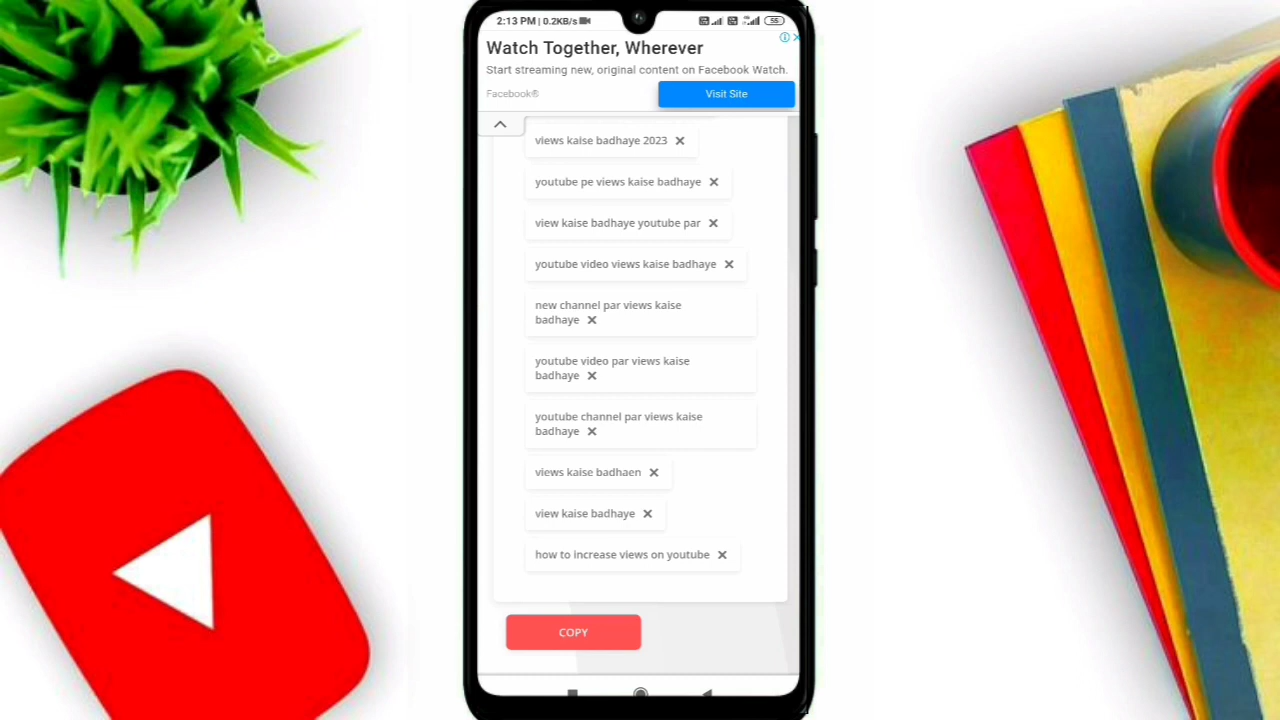 2:13 PM | 0.2KB/s
55
Watch Together, Wherever
Start streaming new, original content on Facebook Watch.
Facebook®
Visit Site
views kaise badhaye 2023 ✕
youtube pe views kaise badhaye ✕
view kaise badhaye youtube par ✕
youtube video views kaise badhaye ✕
new channel par views kaise
badhaye ✕
youtube video par views kaise
badhaye ✕
youtube channel par views kaise
badhaye ✕
views kaise badhaen ✕
view kaise badhaye ✕
how to increase views on youtube ✕
COPY